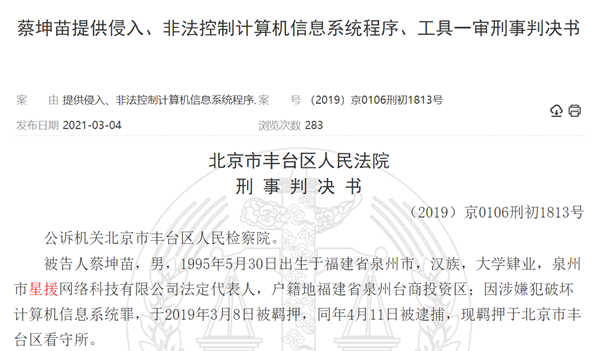 蔡坤苗提供侵入、非法控制计算机信息系统程序、工具一审刑事判决书
案 由 提供侵入、非法控制计算机信息系统程序. 案 号 （2019）京0106刑初1813号
发布日期 2021-03-04 浏览次数 283
北京市丰台区人民法院
刑 事 判 决 书
（2019）京0106刑初1813号
公诉机关北京市丰台区人民检察院。
被告人蔡坤苗，男，1995年5月30日出生于福建省泉州市，汉族，大学肄业，泉州
市星援网络科技有限公司法定代表人，户籍地福建省泉州台商投资区；因涉嫌犯破坏
计算机信息系统罪，于2019年3月8日被羁押，同年4月11日被逮捕，现羁押于北京市丰
台区看守所。